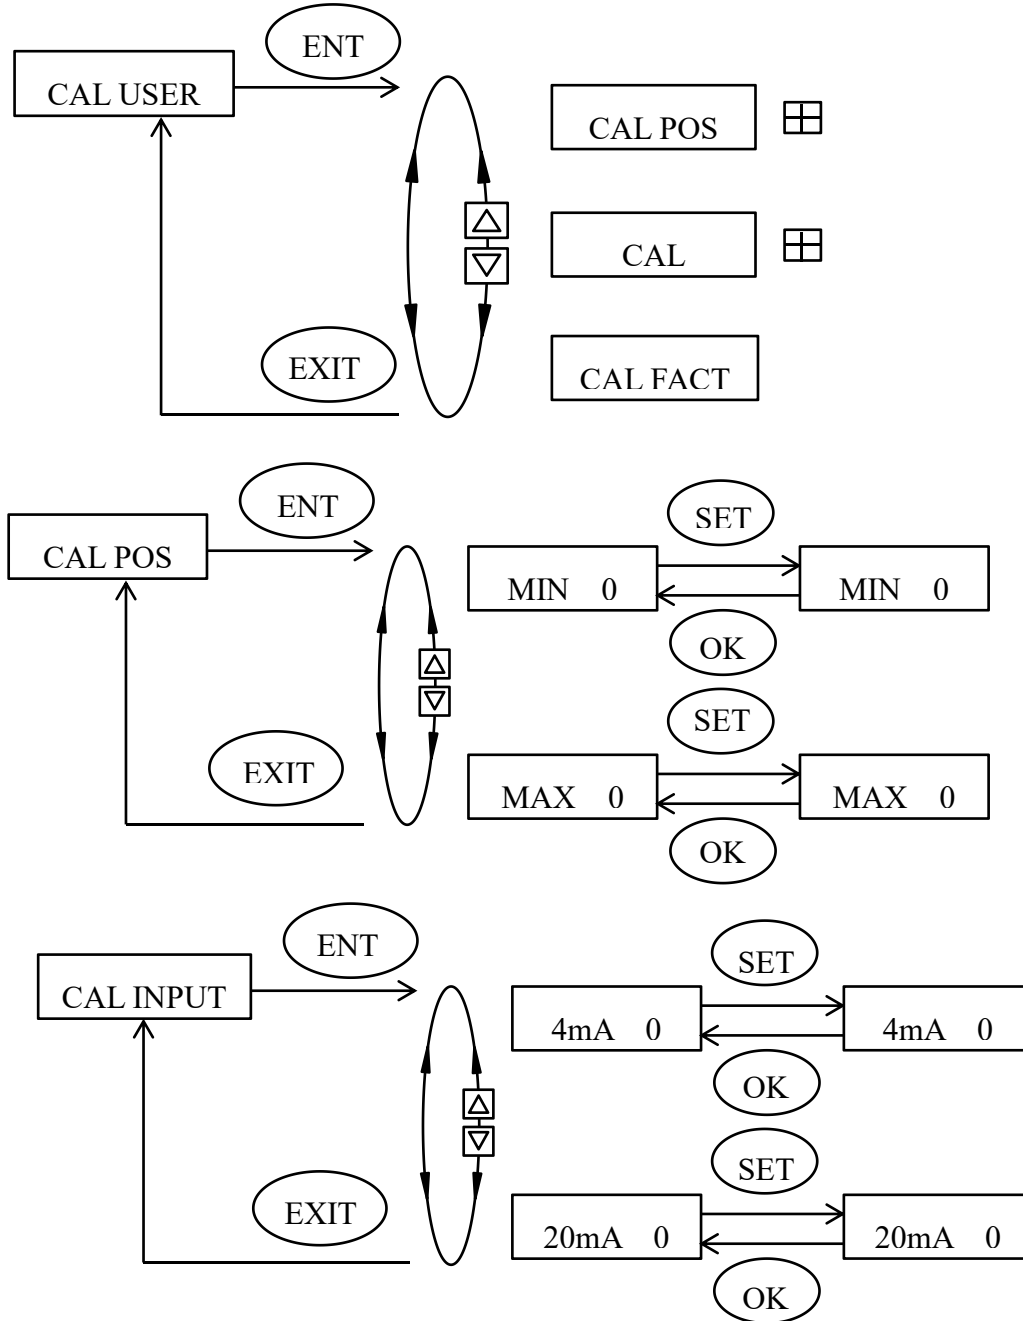 ENT
CAL USER
CAL POS
CAL
EXIT
CAL FACT
ENT
SET
CAL POS
MIN 0
MIN 0
OK
SET
EXIT
MAX 0
MAX 0
OK
ENT
SET
CAL INPUT
4mA 0
4mA 0
OK
SET
EXIT
20mA 0
20mA 0
OK